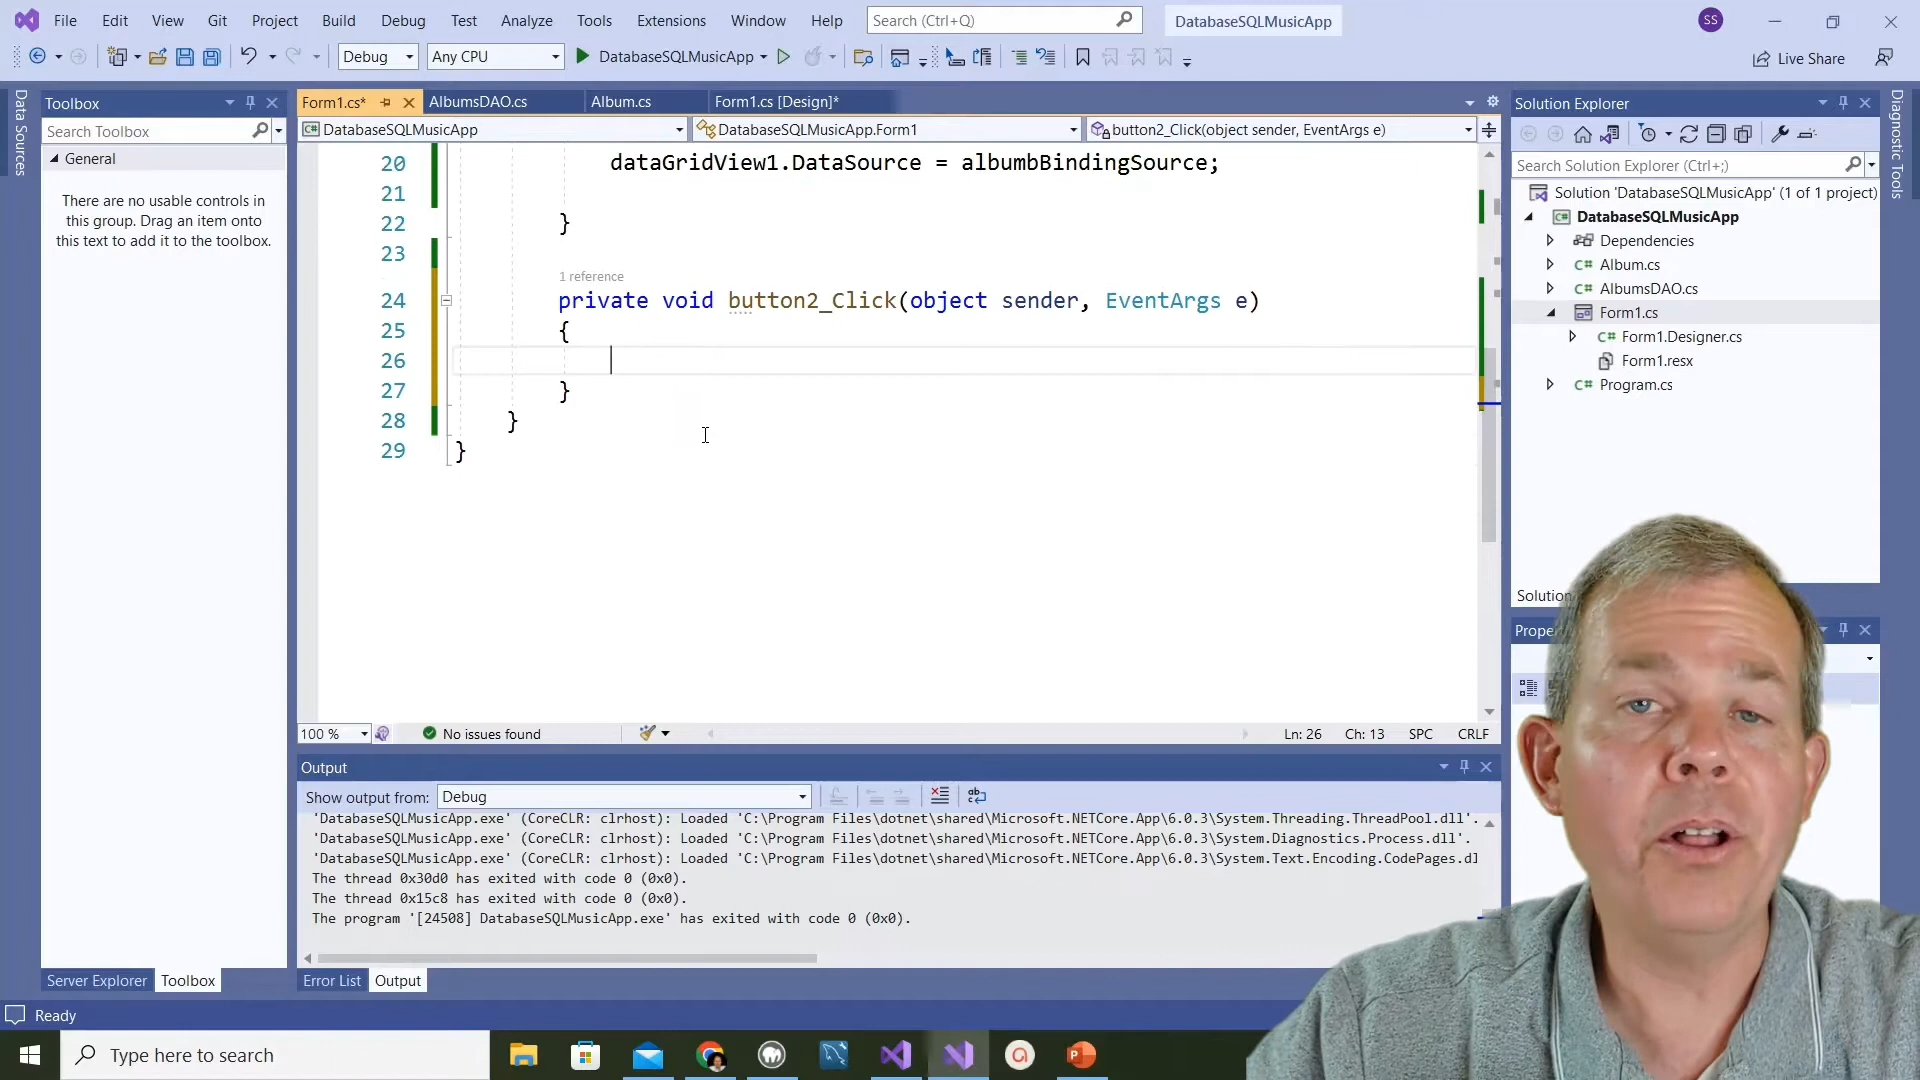 File Edit View Git Project Build Debug Test Analyze Tools Extensions Window Help Search (Ctrl+Q) DatabaseSQLMusicApp SS
Debug Any CPU DatabaseSQLMusicApp Live Share
Data Sources
Toolbox
Search Toolbox
General
There are no usable controls in
this group. Drag an item onto
this text to add it to the toolbox.
Server Explorer Toolbox
Form1.cs* AlbumsDAO.cs Album.cs Form1.cs [Design]*
DatabaseSQLMusicApp DatabaseSQLMusicApp.Form1 button2_Click(object sender, EventArgs e)
20 dataGridView1.DataSource = albumbBindingSource;
21
22 }
23
1 reference
24 private void button2_Click(object sender, EventArgs e)
25 {
26
27 }
28 }
29 }
100 % No issues found Ln: 26 Ch: 13 SPC CRLF
Output
Show output from: Debug
'DatabaseSQLMusicApp.exe' (CoreCLR: clrhost): Loaded 'C:\Program Files\dotnet\shared\Microsoft.NETCore.App\6.0.3\System.Threading.ThreadPool.dll'.
'DatabaseSQLMusicApp.exe' (CoreCLR: clrhost): Loaded 'C:\Program Files\dotnet\shared\Microsoft.NETCore.App\6.0.3\System.Diagnostics.Process.dll'.
'DatabaseSQLMusicApp.exe' (CoreCLR: clrhost): Loaded 'C:\Program Files\dotnet\shared\Microsoft.NETCore.App\6.0.3\System.Text.Encoding.CodePages.dl
The thread 0x30d0 has exited with code 0 (0x0).
The thread 0x15c8 has exited with code 0 (0x0).
The program '[24508] DatabaseSQLMusicApp.exe' has exited with code 0 (0x0).
Error List Output
Solution Explorer
Search Solution Explorer (Ctrl+;)
Solution 'DatabaseSQLMusicApp' (1 of 1 project)
DatabaseSQLMusicApp
Dependencies
C# Album.cs
C# AlbumsDAO.cs
Form1.cs
C# Form1.Designer.cs
Form1.resx
C# Program.cs
Solution
Prope
Diagnostic Tools
Ready
Type here to search